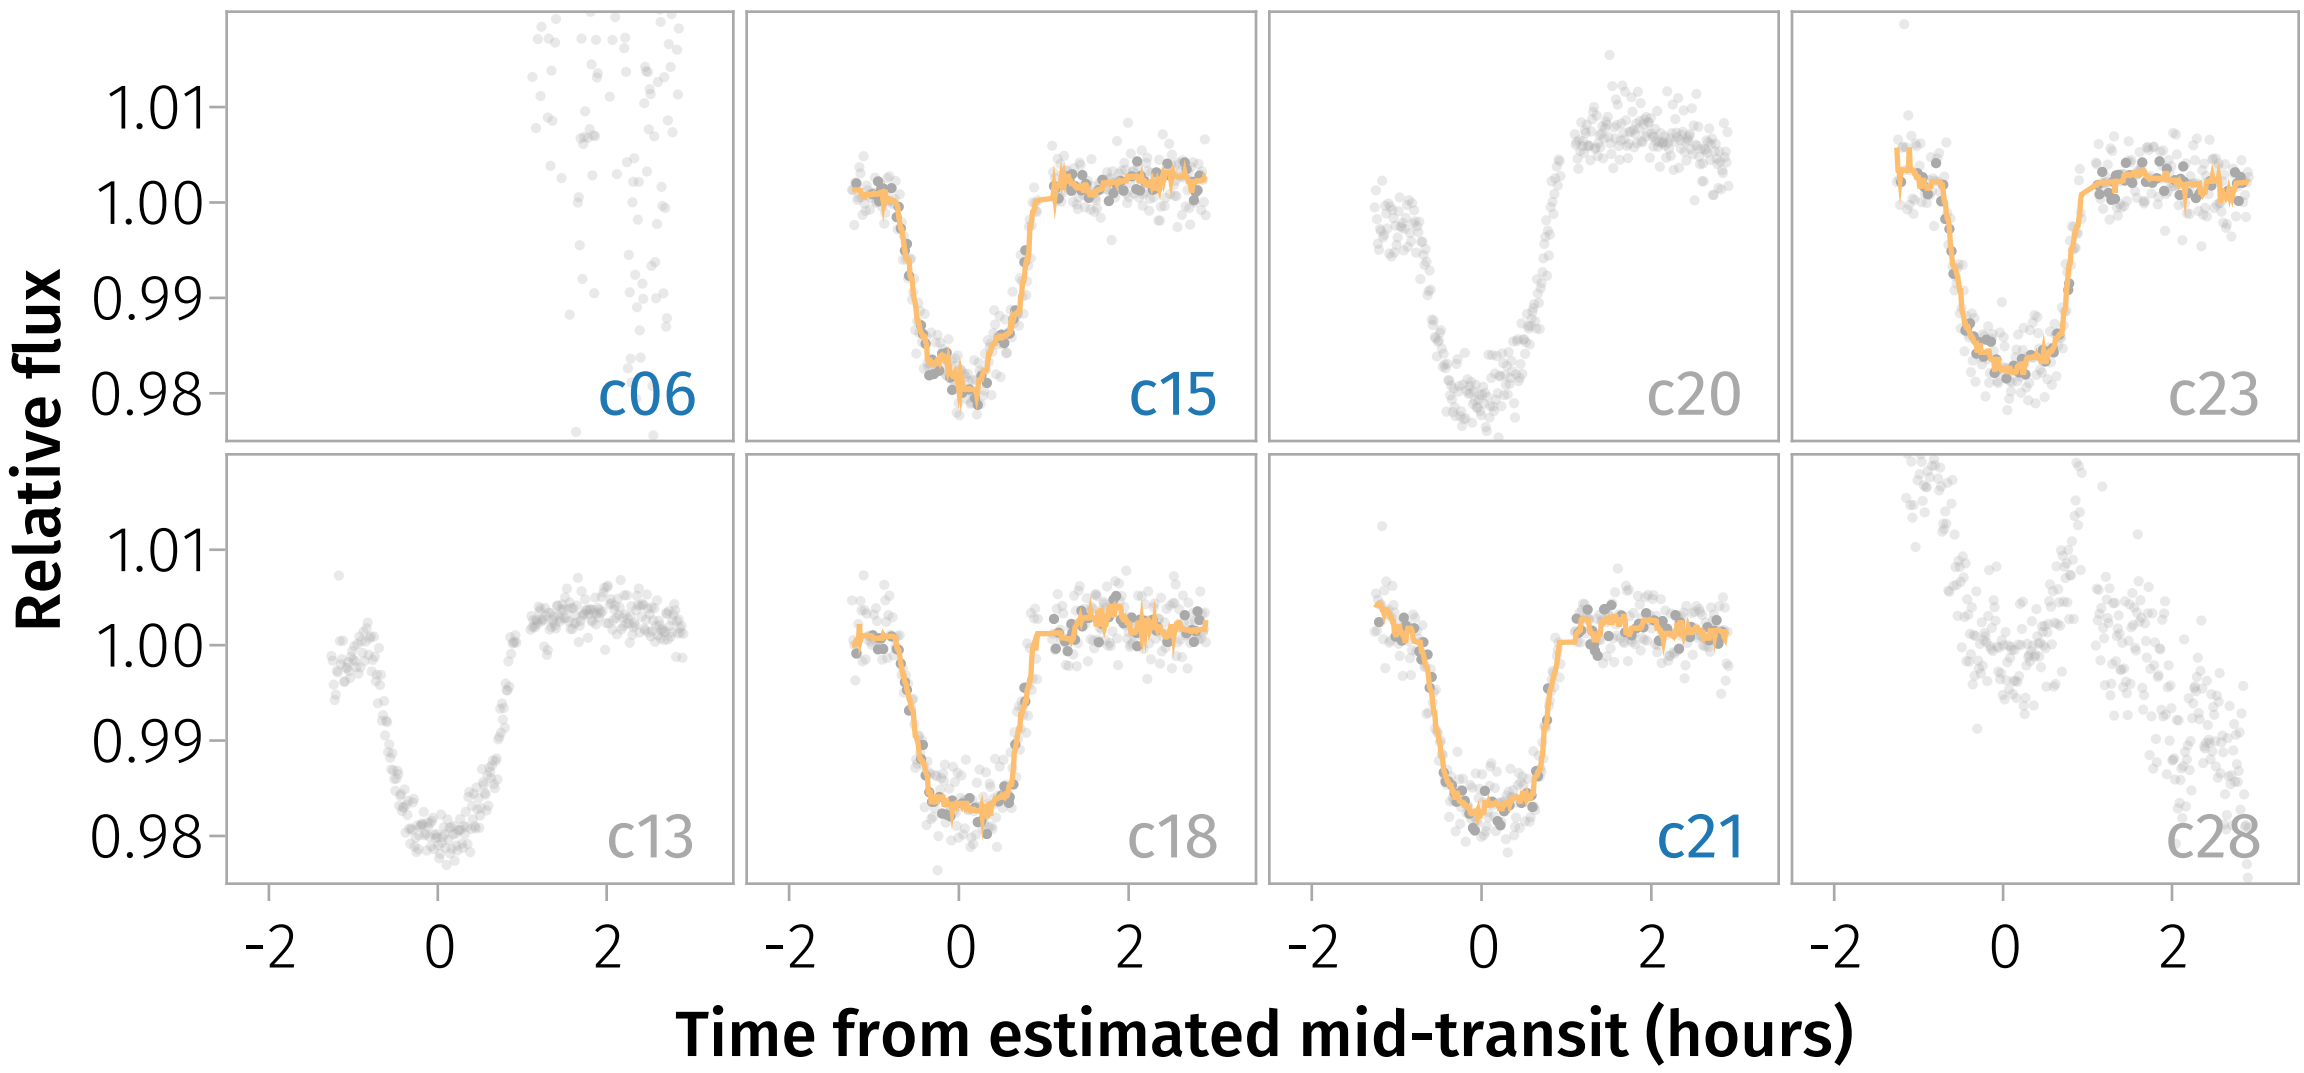 Relative flux
1.01
1.00
0.99
0.98
c06
c15
c20
c23
1.01
1.00
0.99
0.98
c13
c18
c21
c28
-2 0 2 -2 0 2 -2 0 2 -2 0 2
Time from estimated mid-transit (hours)